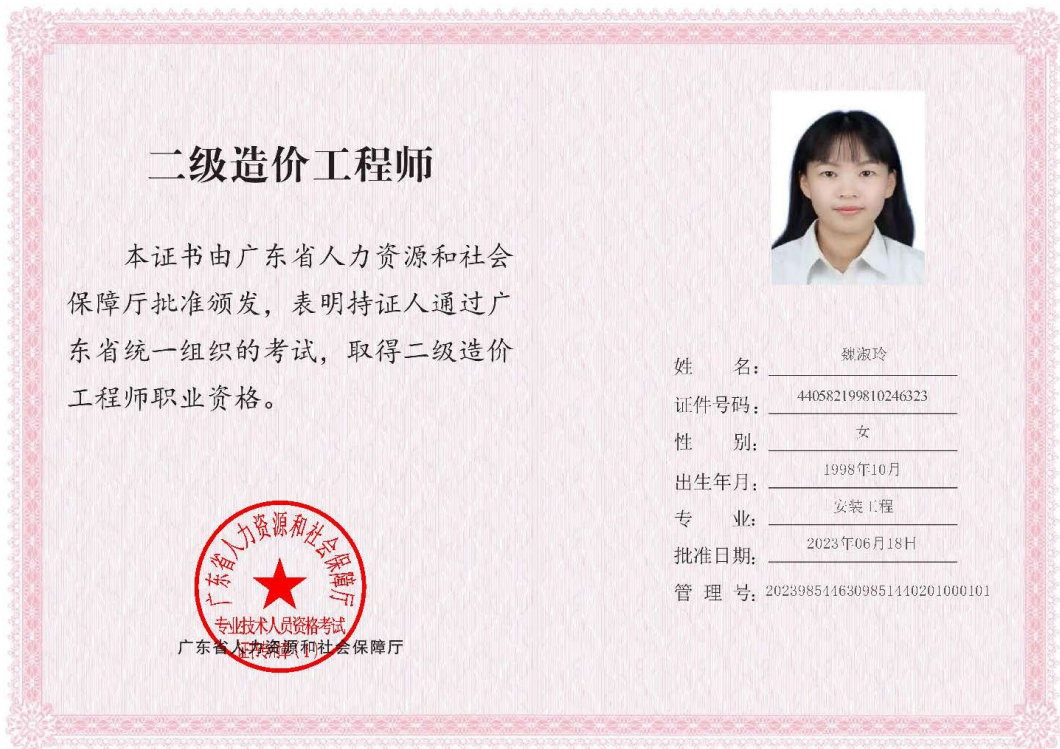 二级造价工程师
本证书由广东省人力资源和社会
保障厅批准颁发，表明持证人通过广
东省统一组织的考试，取得二级造价
工程师职业资格。
广东省人力资源和社会保障厅
专业技术人员资格考试
证书专用章（1）
广东省人力资源和社会保障厅
姓 名：魏淑玲
证件号码：440582199810246323
性 别：女
出生年月：1998年10月
专 业：安装工程
批准日期：2023年06月18日
管 理 号：20239854463098514402010001​01